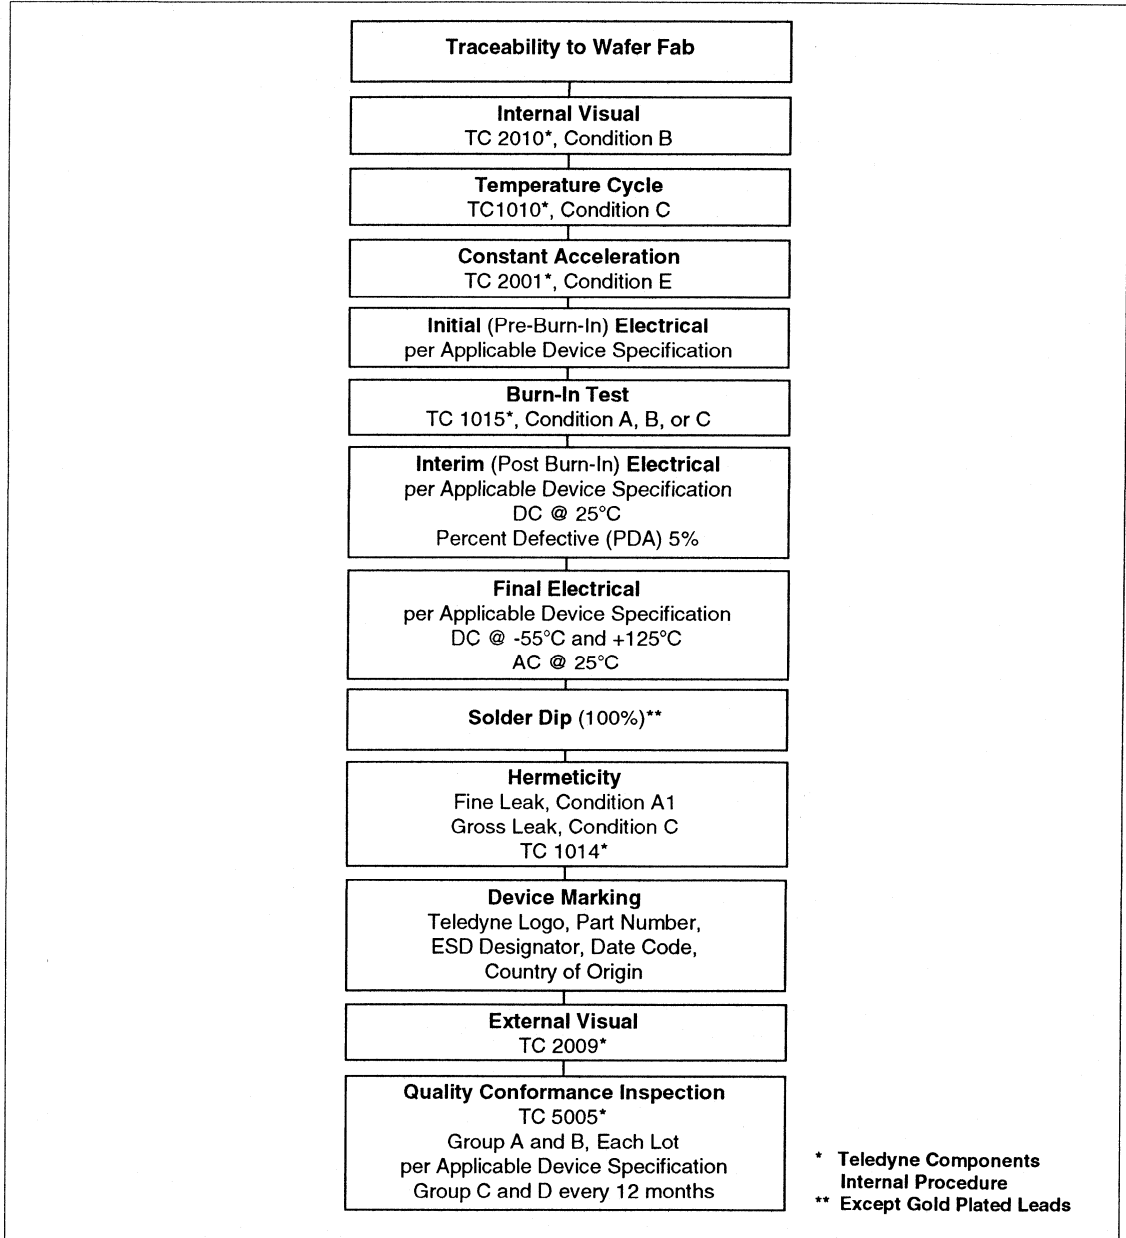 Traceability to Wafer Fab
Internal Visual
TC 2010*, Condition B
Temperature Cycle
TC1010*, Condition C
Constant Acceleration
TC 2001*, Condition E
Initial (Pre-Burn-In) Electrical
per Applicable Device Specification
Burn-In Test
TC 1015*, Condition A, B, or C
Interim (Post Burn-In) Electrical
per Applicable Device Specification
DC @ 25°C
Percent Defective (PDA) 5%
Final Electrical
per Applicable Device Specification
DC @ -55°C and +125°C
AC @ 25°C
Solder Dip (100%)**
Hermeticity
Fine Leak, Condition A1
Gross Leak, Condition C
TC 1014*
Device Marking
Teledyne Logo, Part Number,
ESD Designator, Date Code,
Country of Origin
External Visual
TC 2009*
Quality Conformance Inspection
TC 5005*
Group A and B, Each Lot
per Applicable Device Specification
Group C and D every 12 months
* Teledyne Components
Internal Procedure
** Except Gold Plated Leads